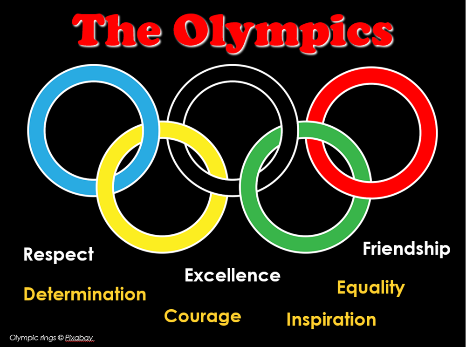 The Olympics
Respect
Friendship
Excellence
Determination
Equality
Courage
Inspiration
Olympic rings © Pixabay